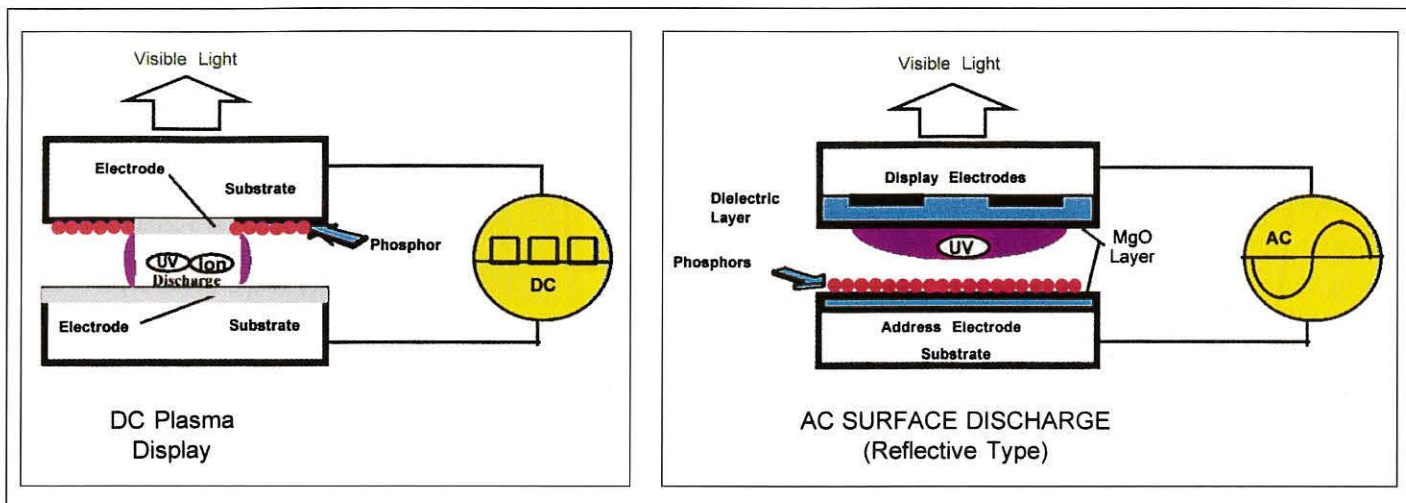 Visible Light
Electrode
Substrate
Phosphor
UV Ion
Discharge
DC
Electrode
Substrate
DC Plasma
Display
Visible Light
Display Electrodes
Dielectric
Layer
UV
MgO
Layer
AC
Phosphors
Address Electrode
Substrate
AC SURFACE DISCHARGE
(Reflective Type)